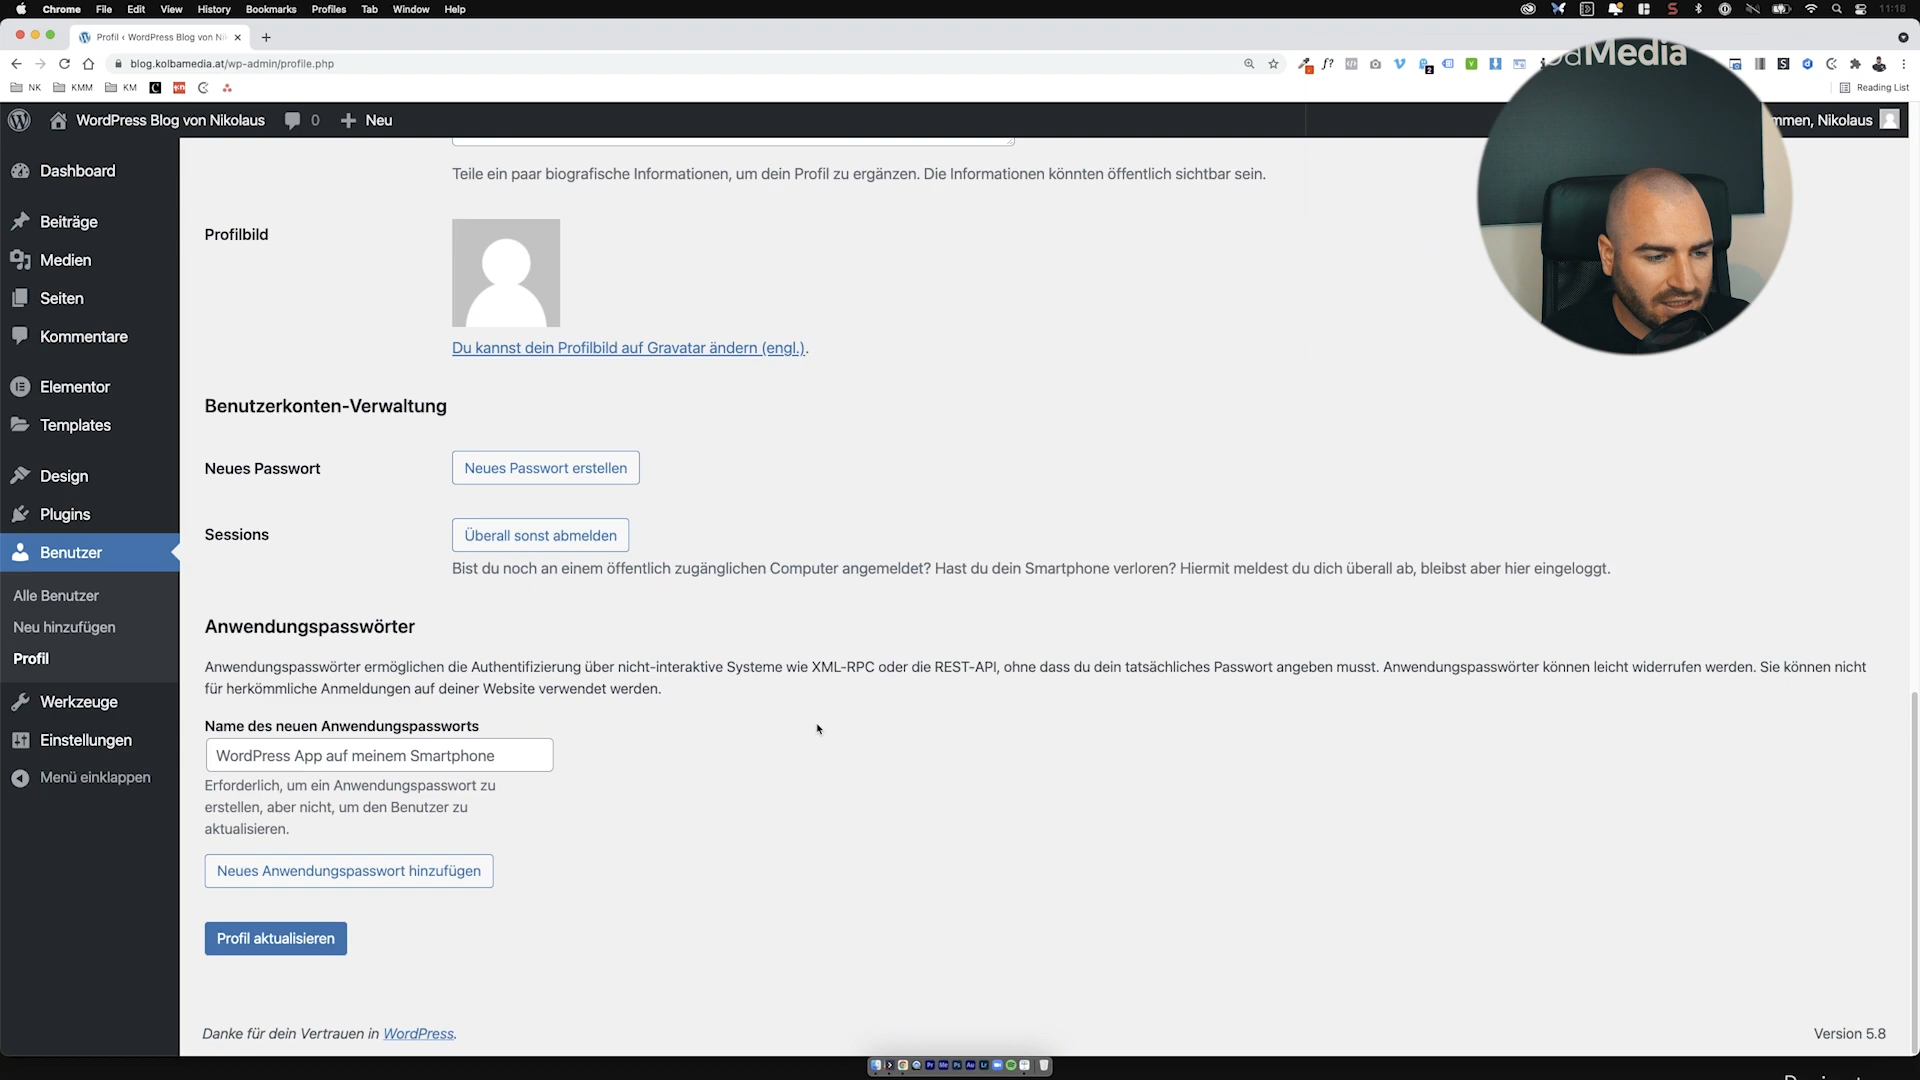 Chrome File Edit View History Bookmarks Profiles Tab Window Help 11:18
Profil ‹ WordPress Blog von Nik
blog.kolbamedia.at/wp-admin/profile.php
Media
NK KMM KM Reading List
WordPress Blog von Nikolaus 0 Neu mmen, Nikolaus
Dashboard
Beiträge
Medien
Seiten
Kommentare
Elementor
Templates
Design
Plugins
Benutzer
Alle Benutzer
Neu hinzufügen
Profil
Werkzeuge
Einstellungen
Menü einklappen
Teile ein paar biografische Informationen, um dein Profil zu ergänzen. Die Informationen könnten öffentlich sichtbar sein.
Profilbild
Du kannst dein Profilbild auf Gravatar ändern (engl.).
Benutzerkonten-Verwaltung
Neues Passwort Neues Passwort erstellen
Sessions Überall sonst abmelden
Bist du noch an einem öffentlich zugänglichen Computer angemeldet? Hast du dein Smartphone verloren? Hiermit meldest du dich überall ab, bleibst aber hier eingeloggt.
Anwendungspasswörter
Anwendungspasswörter ermöglichen die Authentifizierung über nicht-interaktive Systeme wie XML-RPC oder die REST-API, ohne dass du dein tatsächliches Passwort angeben musst. Anwendungspasswörter können leicht widerrufen werden. Sie können nicht
für herkömmliche Anmeldungen auf deiner Website verwendet werden.
Name des neuen Anwendungspassworts
WordPress App auf meinem Smartphone
Erforderlich, um ein Anwendungspasswort zu
erstellen, aber nicht, um den Benutzer zu
aktualisieren.
Neues Anwendungspasswort hinzufügen
Profil aktualisieren
Danke für dein Vertrauen in WordPress.
Version 5.8